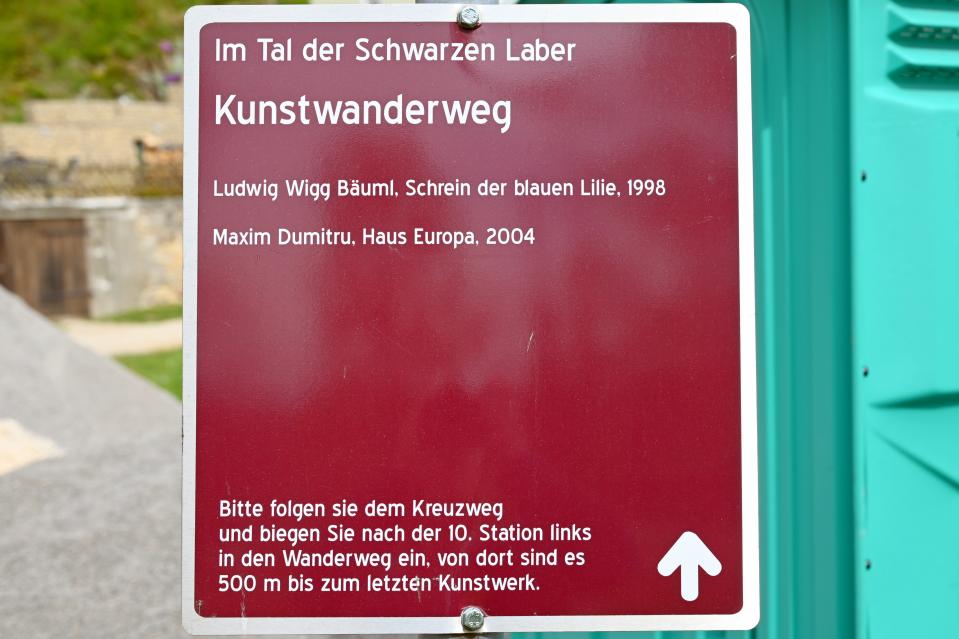 Im Tal der Schwarzen Laber
Kunstwanderweg
Ludwig Wigg Bäuml, Schrein der blauen Lilie, 1998
Maxim Dumitru, Haus Europa, 2004
Bitte folgen sie dem Kreuzweg
und biegen Sie nach der 10. Station links
in den Wanderweg ein, von dort sind es
500 m bis zum letzten Kunstwerk.